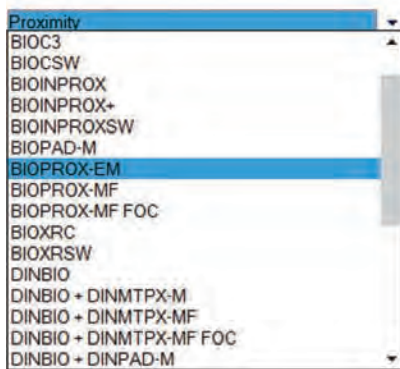 Proximity
BIOC3
BIOCSW
BIOINPROX
BIOINPROX+
BIOINPROXSW
BIOPAD-M
BIOPROX-EM
BIOPROX-MF
BIOPROX-MF FOC
BIOXRC
BIOXRSW
DINBIO
DINBIO + DINMTPX-M
DINBIO + DINMTPX-MF
DINBIO + DINMTPX-MF FOC
DINBIO + DINPAD-M